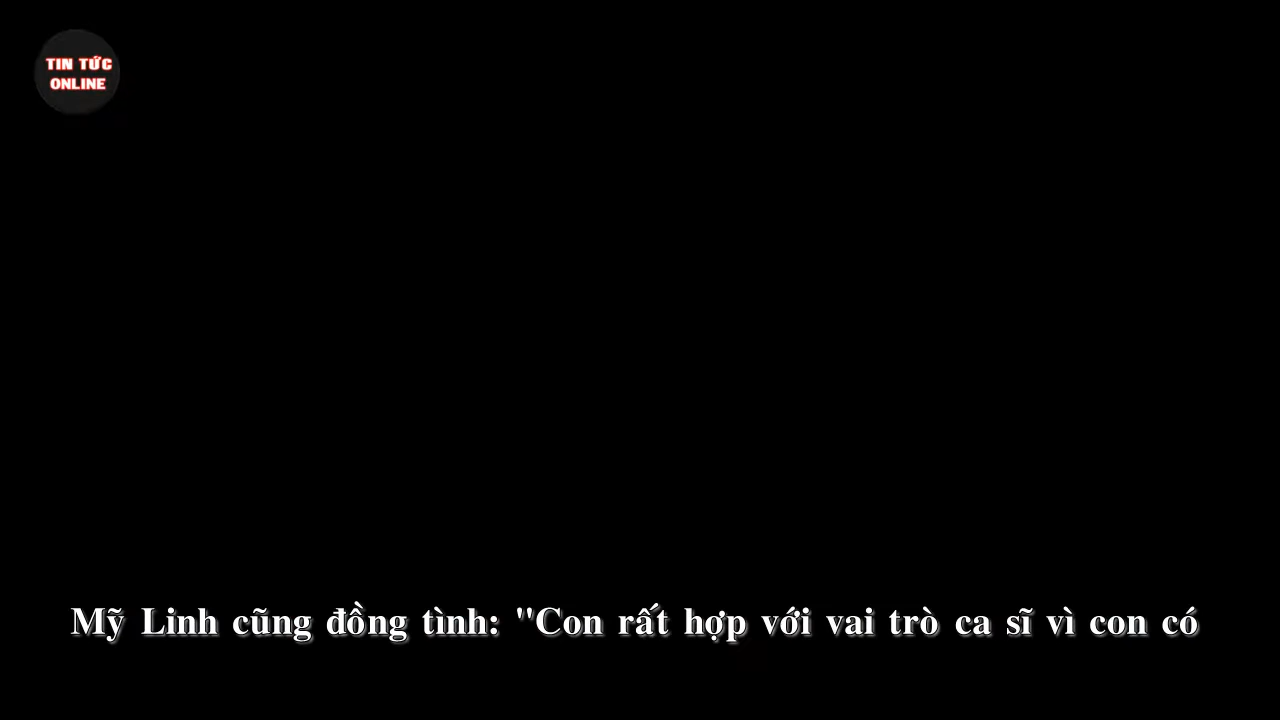 TIN TỨC
ONLINE
Mỹ Linh cũng đồng tình: "Con rất hợp với vai trò ca sĩ vì con có